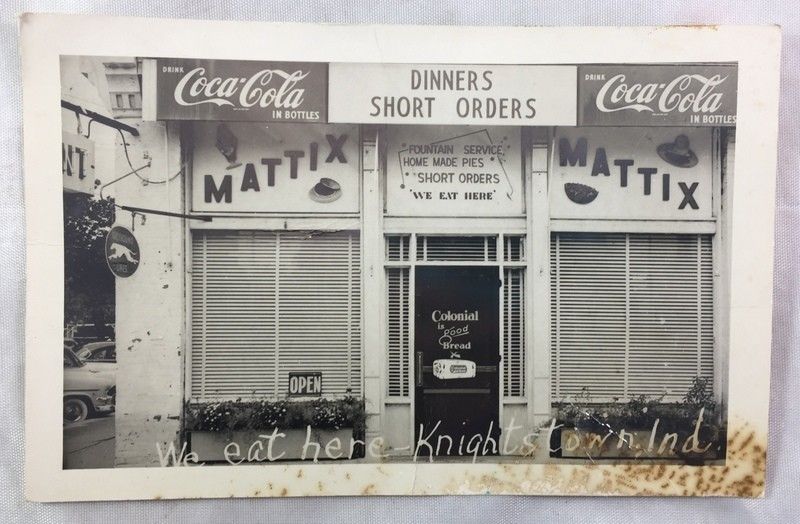 DRINK
Coca-Cola
IN BOTTLES
DINNERS
SHORT ORDERS
DRINK
Coca-Cola
IN BOTTLES
MATTIX
FOUNTAIN SERVICE
HOME MADE PIES
SHORT ORDERS
"WE EAT HERE"
MATTIX
NT
Colonial
is good
Bread
OPEN
We eat here - Knightstown, Ind.